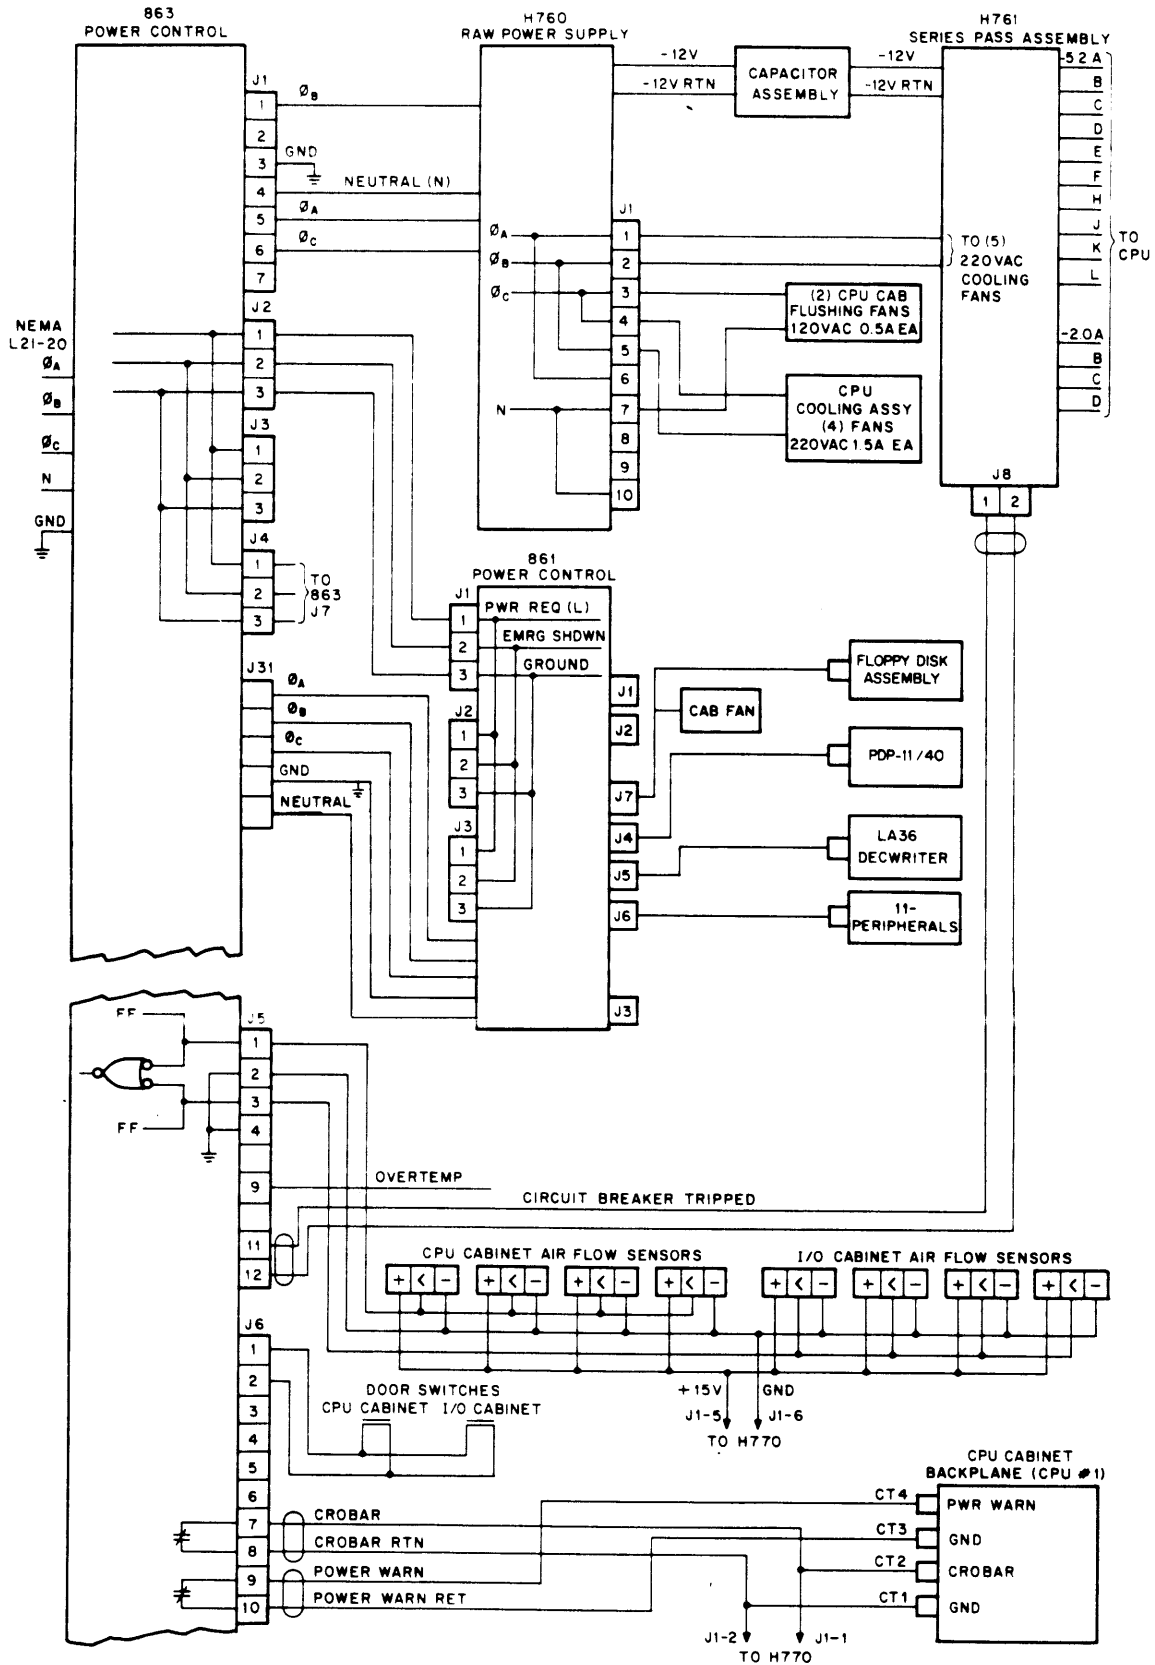 863
POWER CONTROL
H760
RAW POWER SUPPLY
H761
SERIES PASS ASSEMBLY
J1
1
2
3
4
5
6
7
ØB
GND
NEUTRAL (N)
ØA
ØC
-12V
-12V RTN
CAPACITOR
ASSEMBLY
-12V
-12V RTN
-5.2 A
B
C
D
E
F
H
J
K
L
-2.0A
B
C
D
TO
CPU
TO (5)
220VAC
COOLING
FANS
J8
1 2
ØA
ØB
ØC
N
J1
1
2
3
4
5
6
7
8
9
10
(2) CPU CAB
FLUSHING FANS
120VAC 0.5A EA
CPU
COOLING ASSY
(4) FANS
220VAC 1.5A EA
NEMA
L21-20
ØA
ØB
ØC
N
GND
J2
1
2
3
J3
1
2
3
J4
1
2
3
TO
863
J7
J31
ØA
ØB
ØC
GND
NEUTRAL
861
POWER CONTROL
J1
1
2
3
PWR REQ (L)
EMRG SHDWN
GROUND
J2
1
2
3
J3
1
2
3
J1
J2
J7
J4
J5
J6
J3
FLOPPY DISK
ASSEMBLY
CAB FAN
PDP-11/40
LA36
DECWRITER
11-
PERIPHERALS
FF
FF
J5
1
2
3
4
9
11
12
OVERTEMP
CIRCUIT BREAKER TRIPPED
CPU CABINET AIR FLOW SENSORS
+ < -
+ < -
+ < -
+ < -
I/O CABINET AIR FLOW SENSORS
+ < -
+ < -
+ < -
+ < -
+15V
J1-5
GND
J1-6
TO H770
J6
1
2
3
4
5
6
7
8
9
10
DOOR SWITCHES
CPU CABINET I/O CABINET
CROBAR
CROBAR RTN
POWER WARN
POWER WARN RET
CPU CABINET
BACKPLANE (CPU #1)
CT4
PWR WARN
CT3
GND
CT2
CROBAR
CT1
GND
J1-2
J1-1
TO H770